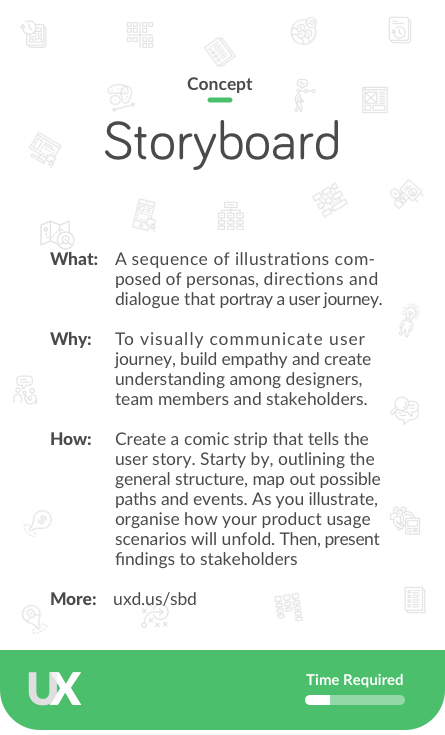 Concept
Storyboard
What: A sequence of illustrations com-
posed of personas, directions and
dialogue that portray a user journey.
Why: To visually communicate user
journey, build empathy and create
understanding among designers,
team members and stakeholders.
How: Create a comic strip that tells the
user story. Starty by, outlining the
general structure, map out possible
paths and events. As you illustrate,
organise how your product usage
scenarios will unfold. Then, present
findings to stakeholders
More: uxd.us/sbd
UX
Time Required